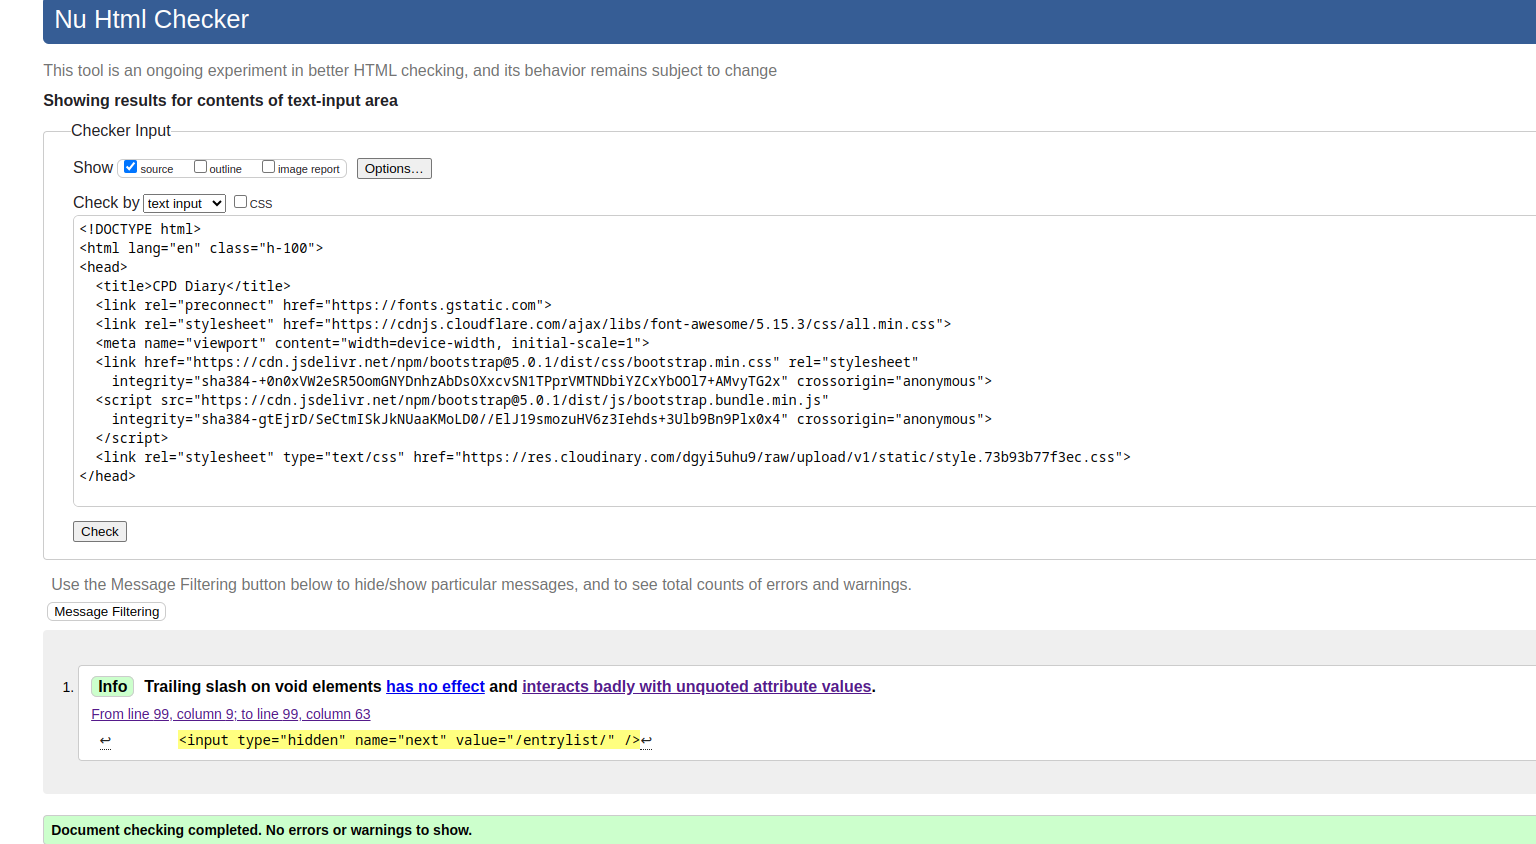 Nu Html Checker
This tool is an ongoing experiment in better HTML checking, and its behavior remains subject to change
Showing results for contents of text-input area
Checker Input
Show source outline image report Options…
Check by text input CSS
<!DOCTYPE html>
<html lang="en" class="h-100">
<head>
  <title>CPD Diary</title>
  <link rel="preconnect" href="https://fonts.gstatic.com">
  <link rel="stylesheet" href="https://cdnjs.cloudflare.com/ajax/libs/font-awesome/5.15.3/css/all.min.css">
  <meta name="viewport" content="width=device-width, initial-scale=1">
  <link href="https://cdn.jsdelivr.net/npm/bootstrap@5.0.1/dist/css/bootstrap.min.css" rel="stylesheet"
    integrity="sha384-+0n0xVW2eSR5OomGNYDnhzAbDsOXxcvSN1TPprVMTNDbiYZCxYbOOl7+AMvyTG2x" crossorigin="anonymous">
  <script src="https://cdn.jsdelivr.net/npm/bootstrap@5.0.1/dist/js/bootstrap.bundle.min.js"
    integrity="sha384-gtEjrD/SeCtmISkJkNUaaKMoLD0//ElJ19smozuHV6z3Iehds+3Ulb9Bn9Plx0x4" crossorigin="anonymous">
  </script>
  <link rel="stylesheet" type="text/css" href="https://res.cloudinary.com/dgyi5uhu9/raw/upload/v1/static/style.73b93b77f3ec.css">
</head>
Check
Use the Message Filtering button below to hide/show particular messages, and to see total counts of errors and warnings.
Message Filtering
1. Info Trailing slash on void elements has no effect and interacts badly with unquoted attribute values.
From line 99, column 9; to line 99, column 63
↩ <input type="hidden" name="next" value="/entrylist/" />↩
Document checking completed. No errors or warnings to show.